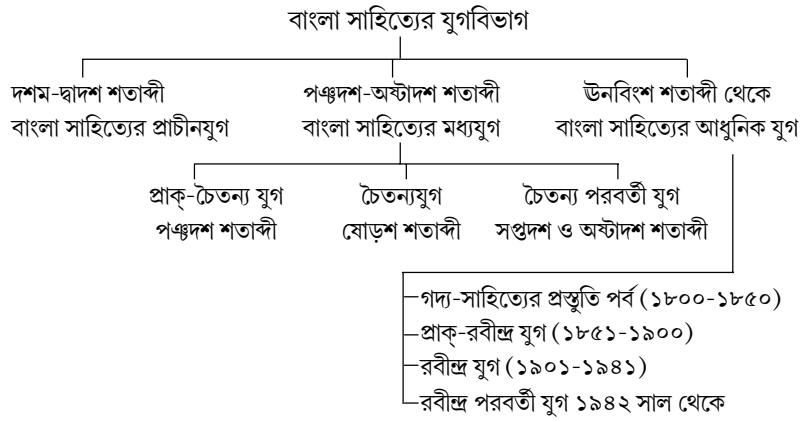 বাংলা সাহিত্যের যুগবিভাগ
দশম-দ্বাদশ শতাব্দী
বাংলা সাহিত্যের প্রাচীনযুগ
পঞ্চদশ-অষ্টাদশ শতাব্দী
বাংলা সাহিত্যের মধ্যযুগ
ঊনবিংশ শতাব্দী থেকে
বাংলা সাহিত্যের আধুনিক যুগ
প্রাক্-চৈতন্য যুগ
পঞ্চদশ শতাব্দী
চৈতন্যযুগ
ষোড়শ শতাব্দী
চৈতন্য পরবর্তী যুগ
সপ্তদশ ও অষ্টাদশ শতাব্দী
গদ্য-সাহিত্যের প্রস্তুতি পর্ব (১৮০০-১৮৫০)
প্রাক্-রবীন্দ্র যুগ (১৮৫১-১৯০০)
রবীন্দ্র যুগ (১৯০১-১৯৪১)
রবীন্দ্র পরবর্তী যুগ ১৯৪২ সাল থেকে